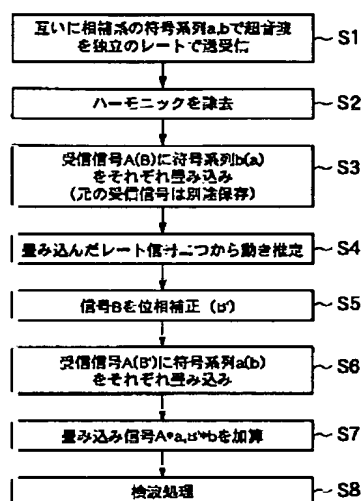 互いに相補系の符号系列a,bで超音波
を独立のレートで送受信
S1
ハーモニックを除去
S2
受信信号A(B)に符号系列b(a)
をそれぞれ畳み込み
(元の受信信号は別途保存)
S3
畳み込んだレート信号二つから動き推定
S4
信号Bを位相補正（B'）
S5
受信信号A(B')に符号系列a(b)
をそれぞれ畳み込み
S6
畳み込み信号A*a,B'*bを加算
S7
検波処理
S8